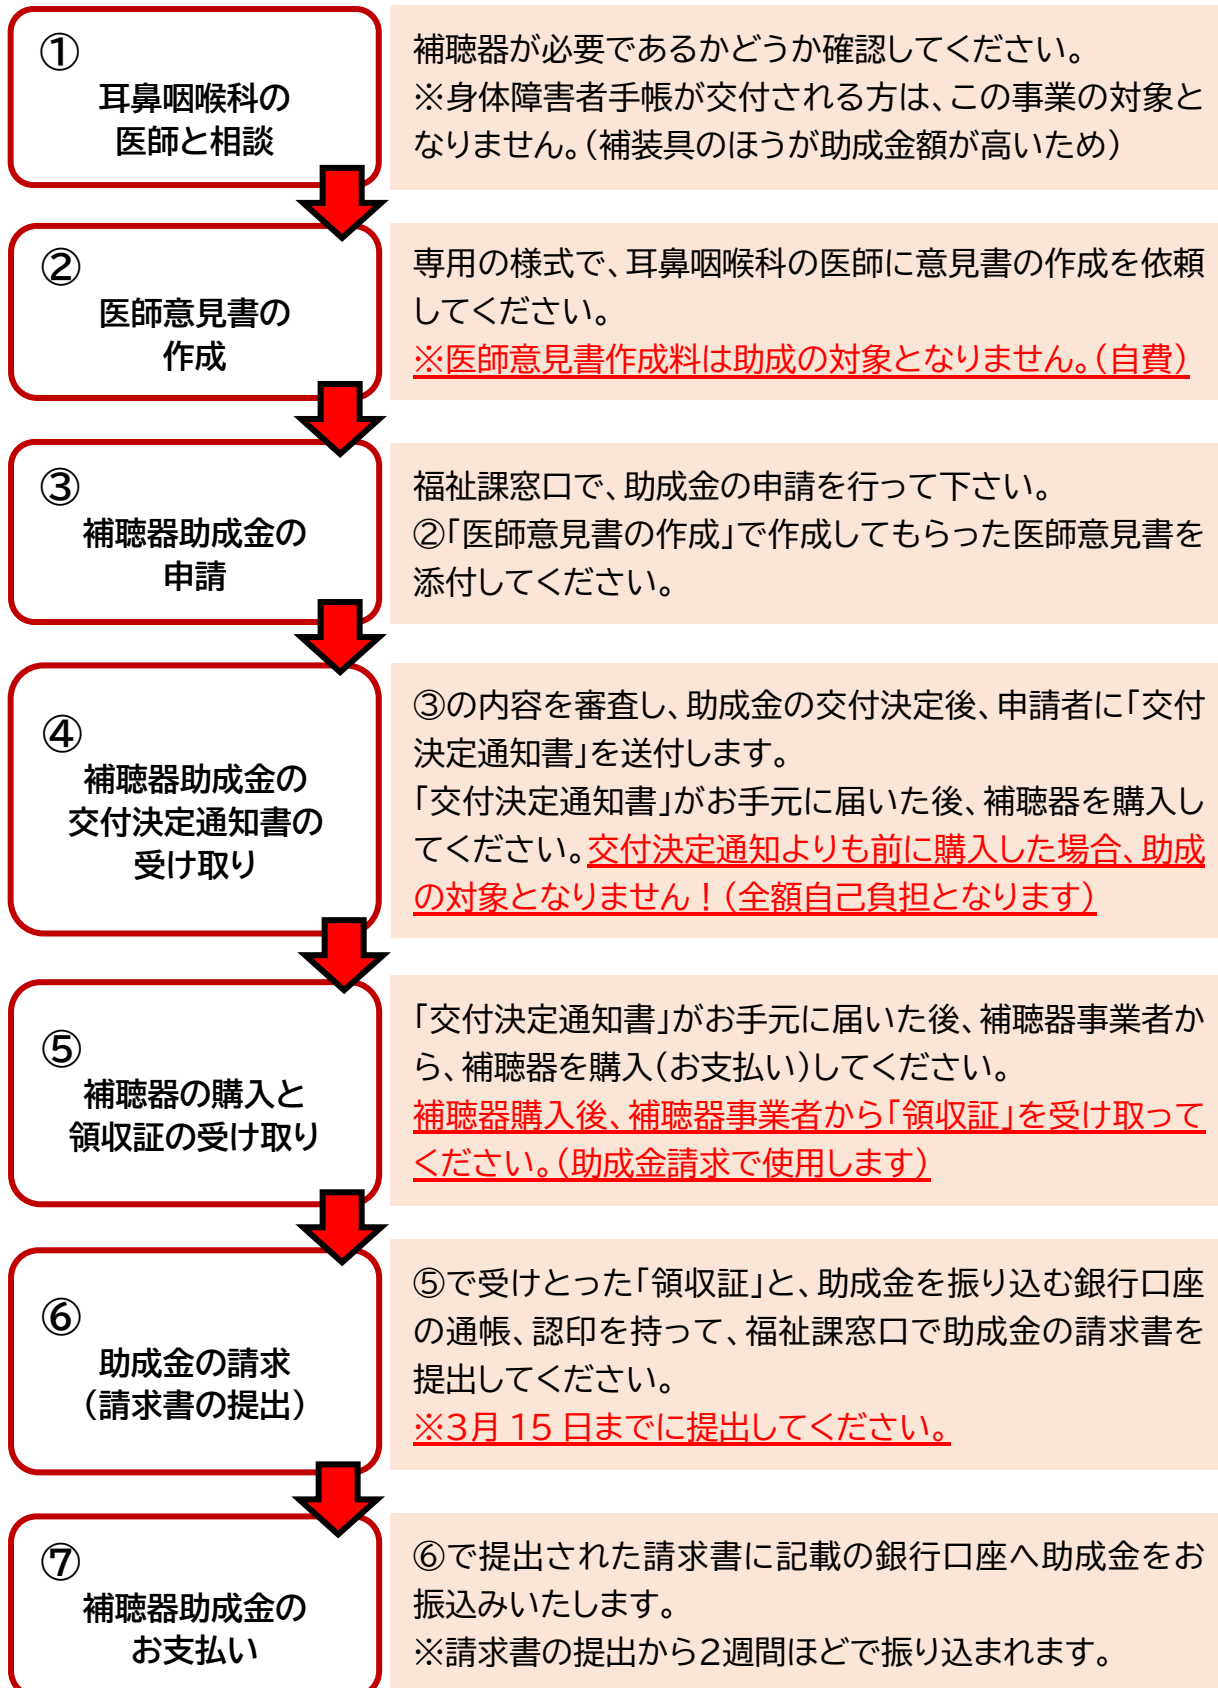 ①
耳鼻咽喉科の
医師と相談
補聴器が必要であるかどうか確認してください。
※身体障害者手帳が交付される方は、この事業の対象と
なりません。（補装具のほうが助成金額が高いため）
②
医師意見書の
作成
専用の様式で、耳鼻咽喉科の医師に意見書の作成を依頼
してください。
※医師意見書作成料は助成の対象となりません。（自費）
③
補聴器助成金の
申請
福祉課窓口で、助成金の申請を行って下さい。
②「医師意見書の作成」で作成してもらった医師意見書を
添付してください。
④
補聴器助成金の
交付決定通知書の
受け取り
③の内容を審査し、助成金の交付決定後、申請者に「交付
決定通知書」を送付します。
「交付決定通知書」がお手元に届いた後、補聴器を購入し
てください。交付決定通知よりも前に購入した場合、助成
の対象となりません！（全額自己負担となります）
⑤
補聴器の購入と
領収証の受け取り
「交付決定通知書」がお手元に届いた後、補聴器事業者か
ら、補聴器を購入（お支払い）してください。
補聴器購入後、補聴器事業者から「領収証」を受け取って
ください。（助成金請求で使用します）
⑥
助成金の請求
（請求書の提出）
⑤で受けとった「領収証」と、助成金を振り込む銀行口座
の通帳、認印を持って、福祉課窓口で助成金の請求書を
提出してください。
※3月 15 日までに提出してください。
⑦
補聴器助成金の
お支払い
⑥で提出された請求書に記載の銀行口座へ助成金をお
振込みいたします。
※請求書の提出から2週間ほどで振り込まれます。